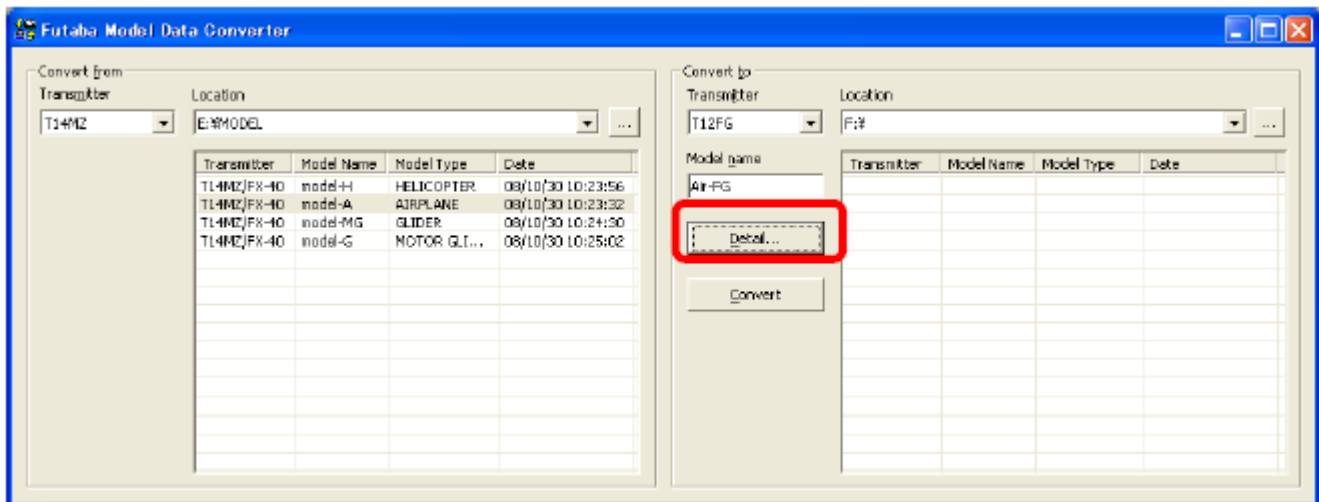 Futaba Model Data Converter
Convert from
Transmitter Location
T14MZ E:¥MODEL ...
Transmitter Model Name Model Type Date
T14MZ/FX-40 model-H HELICOPTER 08/10/30 10:23:56
T14MZ/FX-40 model-A AIRPLANE 08/10/30 10:23:32
T14MZ/FX-40 model-MG GLIDER 08/10/30 10:24:30
T14MZ/FX-40 model-G MOTOR GLI... 08/10/30 10:25:02
Convert to
Transmitter Location
T12FG F:¥ ...
Model name
Air-FG
Detail...
Convert
Transmitter Model Name Model Type Date